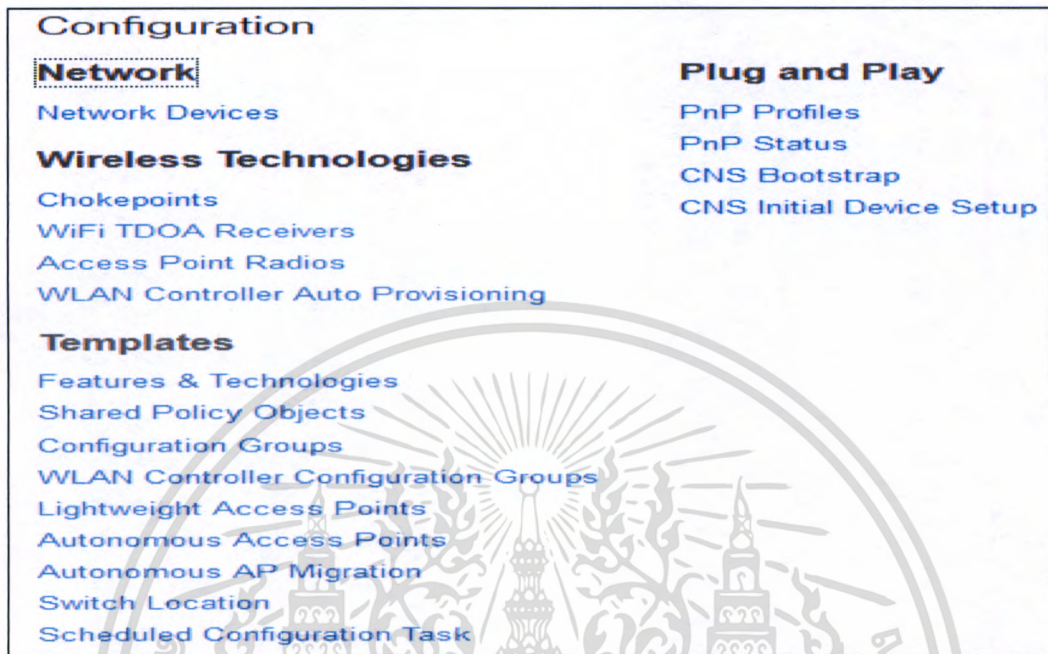 Configuration
Network
Network Devices
Wireless Technologies
Chokepoints
WiFi TDOA Receivers
Access Point Radios
WLAN Controller Auto Provisioning
Templates
Features & Technologies
Shared Policy Objects
Configuration Groups
WLAN Controller Configuration Groups
Lightweight Access Points
Autonomous Access Points
Autonomous AP Migration
Switch Location
Scheduled Configuration Task
Plug and Play
PnP Profiles
PnP Status
CNS Bootstrap
CNS Initial Device Setup